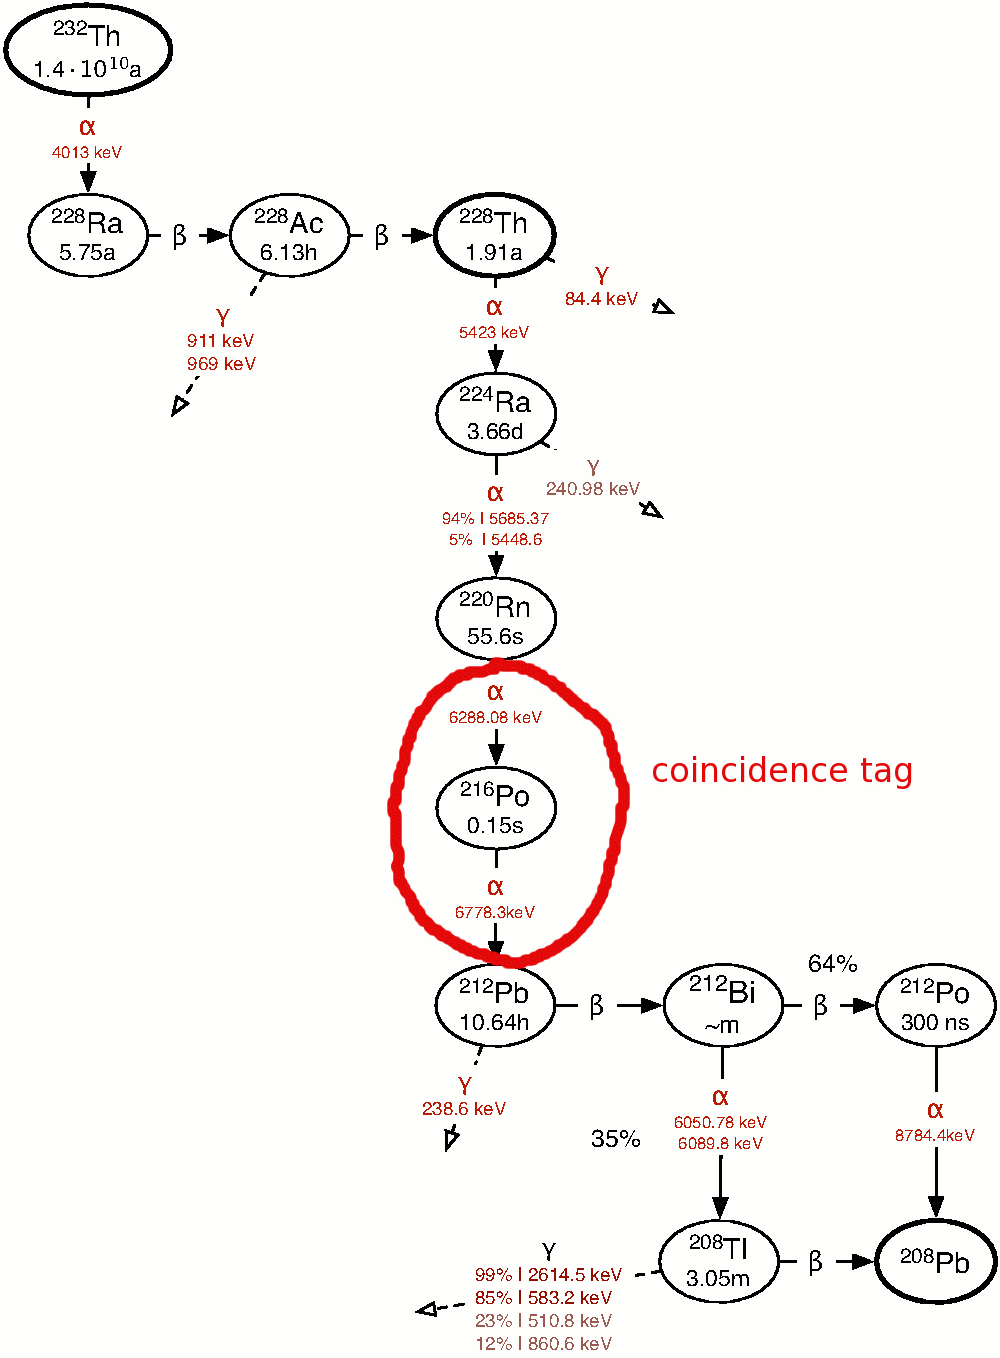 ²³²Th
1.4 · 10¹⁰a
α
4013 keV
²²⁸Ra
5.75a
β
²²⁸Ac
6.13h
β
²²⁸Th
1.91a
γ
84.4 keV
γ
911 keV
969 keV
α
5423 keV
²²⁴Ra
3.66d
γ
240.98 keV
α
94% | 5685.37
5% | 5448.6
²²⁰Rn
55.6s
α
6288.08 keV
coincidence tag
²¹⁶Po
0.15s
α
6778.3keV
²¹²Pb
10.64h
β
²¹²Bi
~m
64%
β
²¹²Po
300 ns
γ
238.6 keV
35%
α
6050.78 keV
6089.8 keV
α
8784.4keV
²⁰⁸Tl
3.05m
β
²⁰⁸Pb
γ
99% | 2614.5 keV
85% | 583.2 keV
23% | 510.8 keV
12% | 860.6 keV